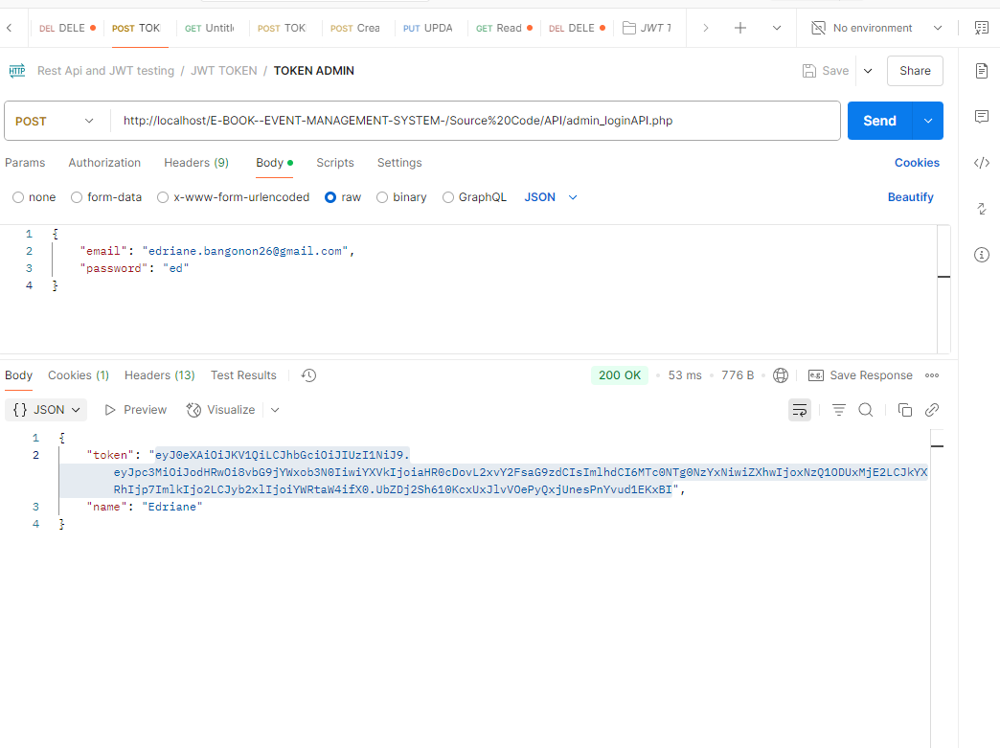 DEL DELE
POST TOK
GET Untitl
POST TOK
POST Crea
PUT UPDA
GET Read
DEL DELE
JWT T
No environment
HTTP Rest Api and JWT testing / JWT TOKEN / TOKEN ADMIN
Save
Share
POST
http://localhost/E-BOOK--EVENT-MANAGEMENT-SYSTEM-/Source%20Code/API/admin_loginAPI.php
Send
Params Authorization Headers (9) Body Scripts Settings
Cookies
none form-data x-www-form-urlencoded raw binary GraphQL JSON
Beautify
1 {
2 "email": "edriane.bangonon26@gmail.com",
3 "password": "ed"
4 }
Body Cookies (1) Headers (13) Test Results
200 OK • 53 ms • 776 B • e.g. Save Response
{} JSON Preview Visualize
1 {
2 "token": "eyJ0eXAiOiJKV1QiLCJhbGciOiJIUzI1NiJ9.
eyJpc3MiOiJodHRwOi8vbG9jYWxob3N0IiwiYXVkIjoiaHR0cDovL2xvY2FsaG9zdCIsImlhdCI6MTc0NTg0NzYxNiwiZXhwIjoxNzQ1ODUxMjE2LCJkYX
RhIjp7ImlkIjo2LCJyb2xlIjoiYWRtaW4ifX0.UbZDj2Sh610KcxUxJlvVOePyQxjUnesPnYvud1EKxBI",
3 "name": "Edriane"
4 }